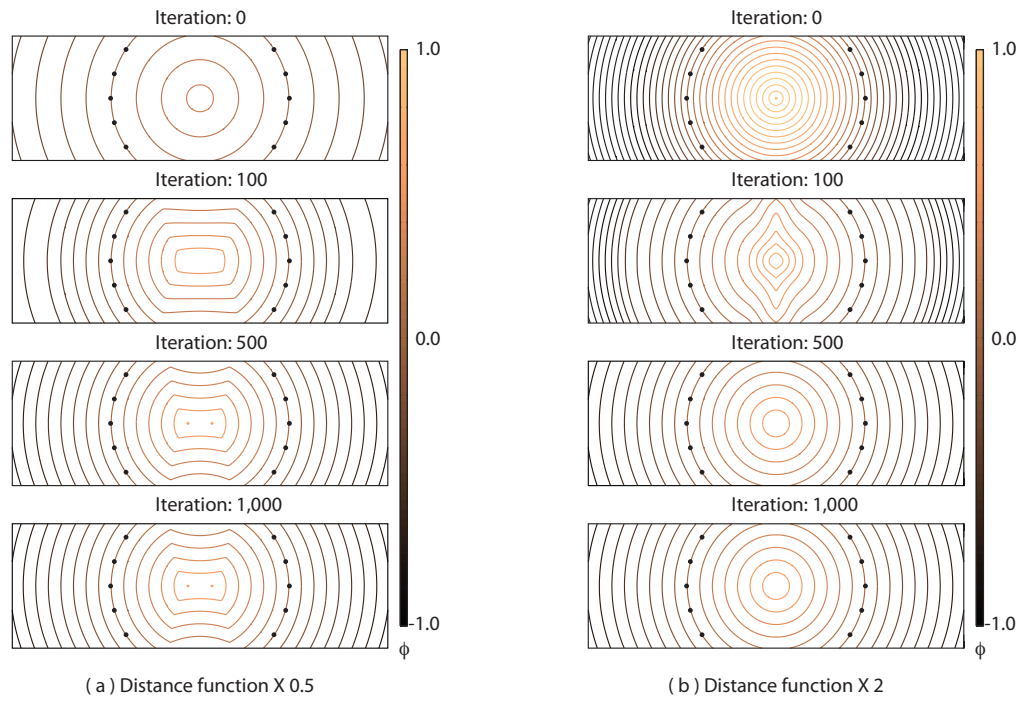 Iteration: 0
1.0
Iteration: 100
0.0
Iteration: 500
Iteration: 1,000
-1.0
ϕ
( a ) Distance function X 0.5
Iteration: 0
1.0
Iteration: 100
0.0
Iteration: 500
Iteration: 1,000
-1.0
ϕ
( b ) Distance function X 2